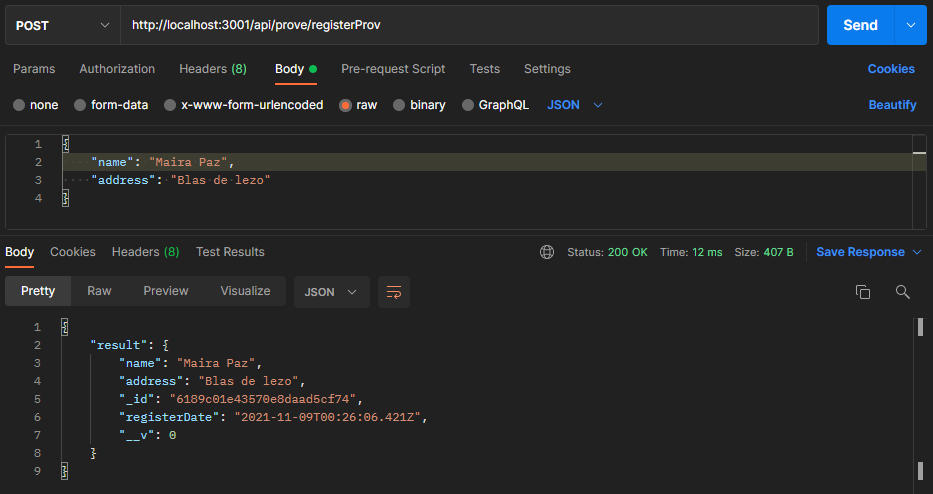 POST http://localhost:3001/api/prove/registerProv Send
Params Authorization Headers (8) Body Pre-request Script Tests Settings Cookies
none form-data x-www-form-urlencoded raw binary GraphQL JSON Beautify
1 {
2 "name": "Maira Paz",
3 "address": "Blas de lezo"
4 }
Body Cookies Headers (8) Test Results Status: 200 OK Time: 12 ms Size: 407 B Save Response
Pretty Raw Preview Visualize JSON
1 {
2 "result": {
3 "name": "Maira Paz",
4 "address": "Blas de lezo",
5 "_id": "6189c01e43570e8daad5cf74",
6 "registerDate": "2021-11-09T00:26:06.421Z",
7 "__v": 0
8 }
9 }